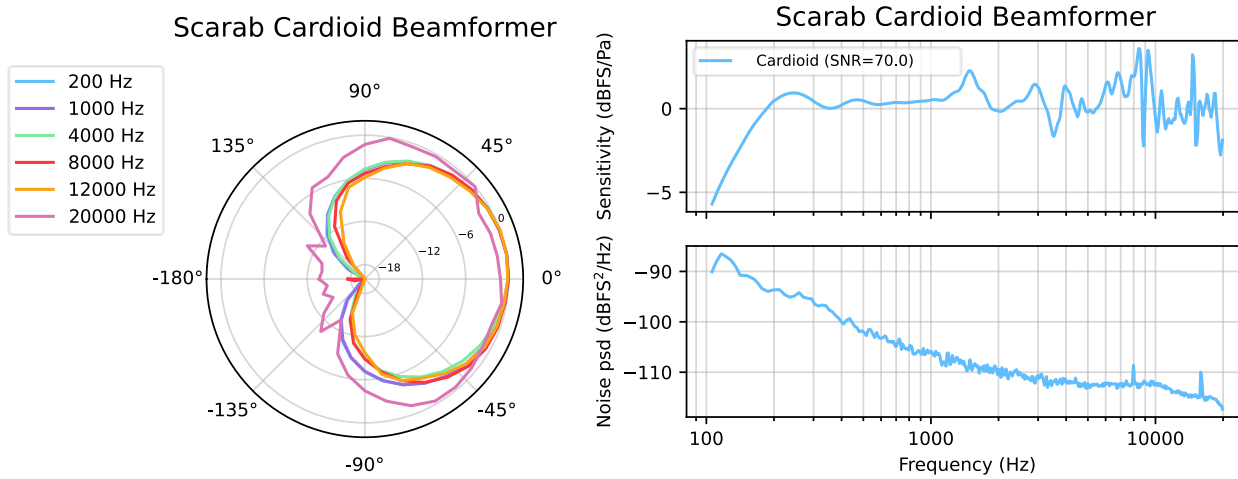 Scarab Cardioid Beamformer
200 Hz
1000 Hz
4000 Hz
8000 Hz
12000 Hz
20000 Hz
90°
135°
45°
-180°
0°
-135°
-45°
-90°
0
−6
−12
−18
Scarab Cardioid Beamformer
Cardioid (SNR=70.0)
Sensitivity (dBFS/Pa)
0
−5
Noise psd (dBFS²/Hz)
−90
−100
−110
100
1000
10000
Frequency (Hz)